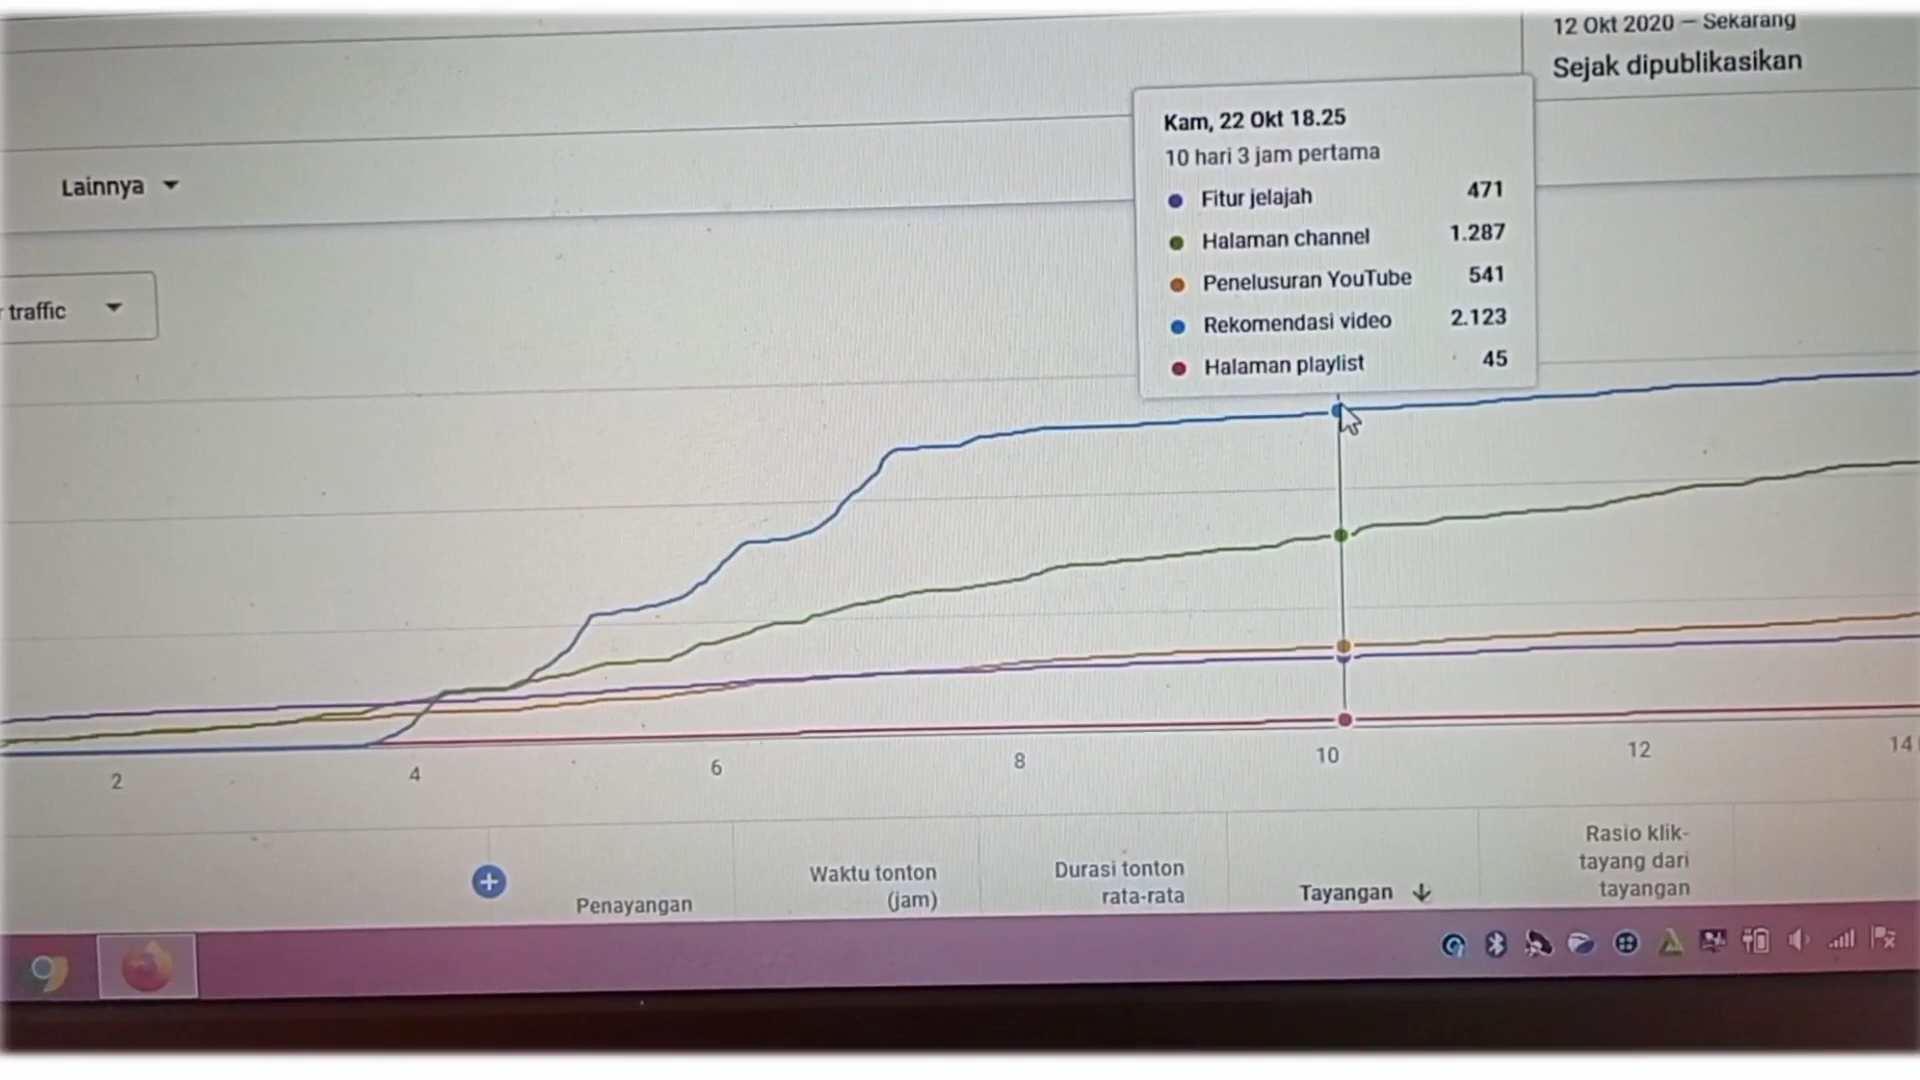 12 Okt 2020 – Sekarang
Sejak dipublikasikan
Lainnya
traffic
Kam, 22 Okt 18.25
10 hari 3 jam pertama
Fitur jelajah 471
Halaman channel 1.287
Penelusuran YouTube 541
Rekomendasi video 2.123
Halaman playlist 45
2 4 6 8 10 12 14
Penayangan
Waktu tonton
(jam)
Durasi tonton
rata-rata
Tayangan
Rasio klik-
tayang dari
tayangan